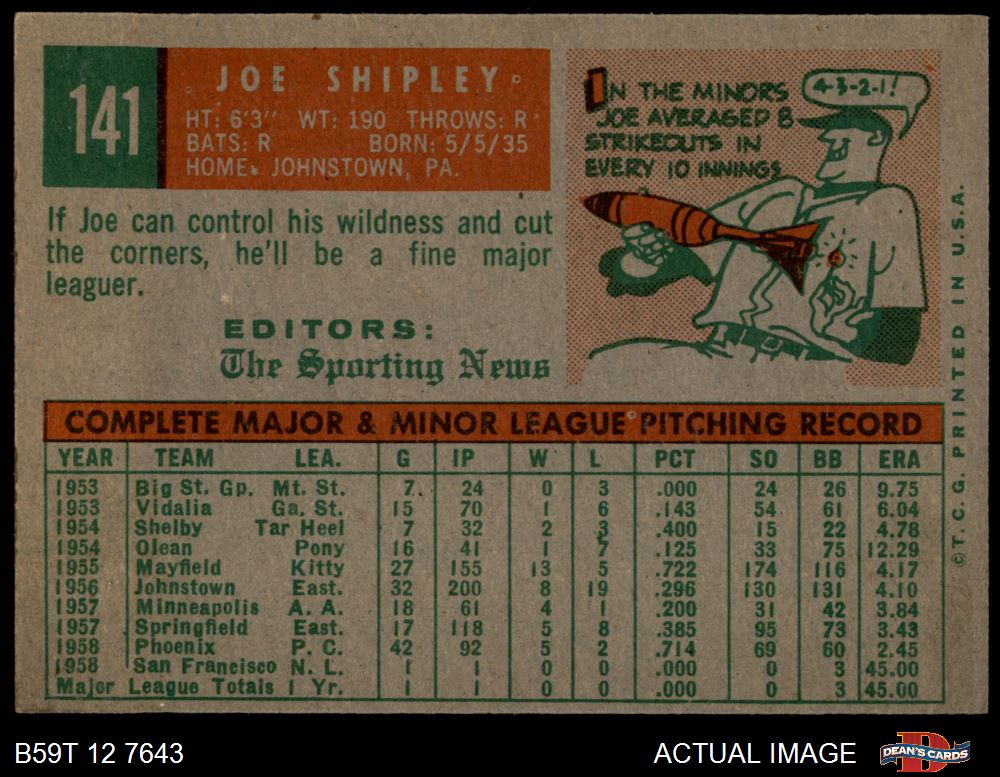 141
JOE SHIPLEY
HT: 6'3" WT: 190 THROWS: R
BATS: R BORN: 5/5/35
HOME: JOHNSTOWN, PA.
If Joe can control his wildness and cut
the corners, he'll be a fine major
leaguer.
EDITORS:
The Sporting News
IN THE MINORS
JOE AVERAGED 8
STRIKEOUTS IN
EVERY 10 INNINGS
4-3-2-1!
COMPLETE MAJOR & MINOR LEAGUE PITCHING RECORD
YEAR TEAM LEA. G IP W L PCT SO BB ERA
1953 Big St. Gp. Mt. St. 7 24 0 3 .000 24 26 9.75
1953 Vidalia Ga. St. 15 70 1 6 .143 54 61 6.04
1954 Shelby Tar Heel 7 32 2 3 .400 15 22 4.78
1954 Olean Pony 16 41 1 7 .125 33 75 12.29
1955 Mayfield Kitty 27 155 13 5 .722 174 116 4.17
1956 Johnstown East. 32 200 8 19 .296 130 131 4.10
1957 Minneapolis A. A. 18 61 4 1 .200 31 42 3.84
1957 Springfield East. 17 118 5 8 .385 95 73 3.43
1958 Phoenix P. C. 42 92 5 2 .714 69 60 2.45
1958 San Francisco N. L. 1 1 0 0 .000 0 3 45.00
Major League Totals 1 Yr. 1 1 0 0 .000 0 3 45.00
©T.C.G. PRINTED IN U.S.A.
B59T 12 7643
ACTUAL IMAGE
DEAN'S CARDS